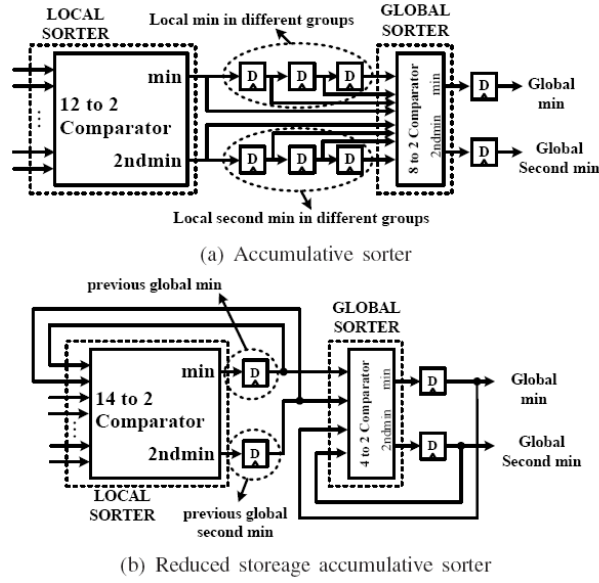 LOCAL
SORTER
Local min in different groups
GLOBAL
SORTER
12 to 2
Comparator
min
2ndmin
D
D
D
D
D
D
8 to 2 Comparator
min
2ndmin
D
D
Global
min
Global
Second min
Local second min in different groups
(a) Accumulative sorter
previous global min
GLOBAL
SORTER
14 to 2
Comparator
min
2ndmin
D
D
4 to 2 Comparator
min
2ndmin
D
D
Global
min
Global
Second min
LOCAL
SORTER
previous global
second min
(b) Reduced storeage accumulative sorter